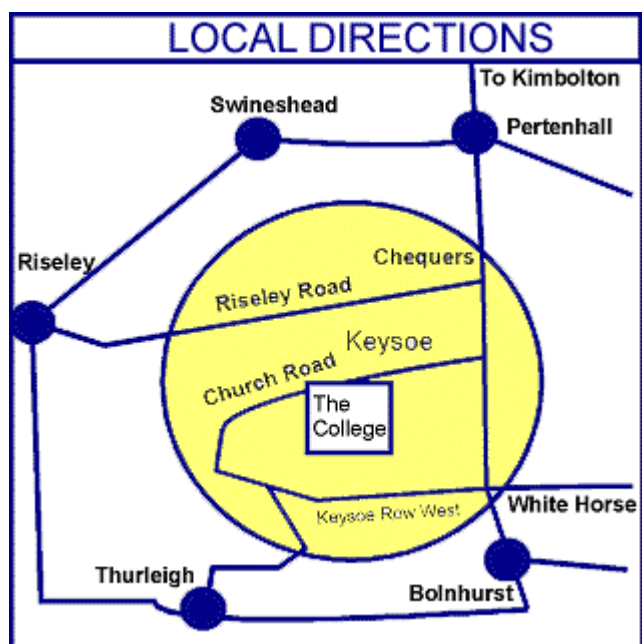 LOCAL DIRECTIONS
To Kimbolton
Swineshead
Pertenhall
Riseley
Chequers
Riseley Road
Keysoe
Church Road
The
College
White Horse
Keysoe Row West
Thurleigh
Bolnhurst